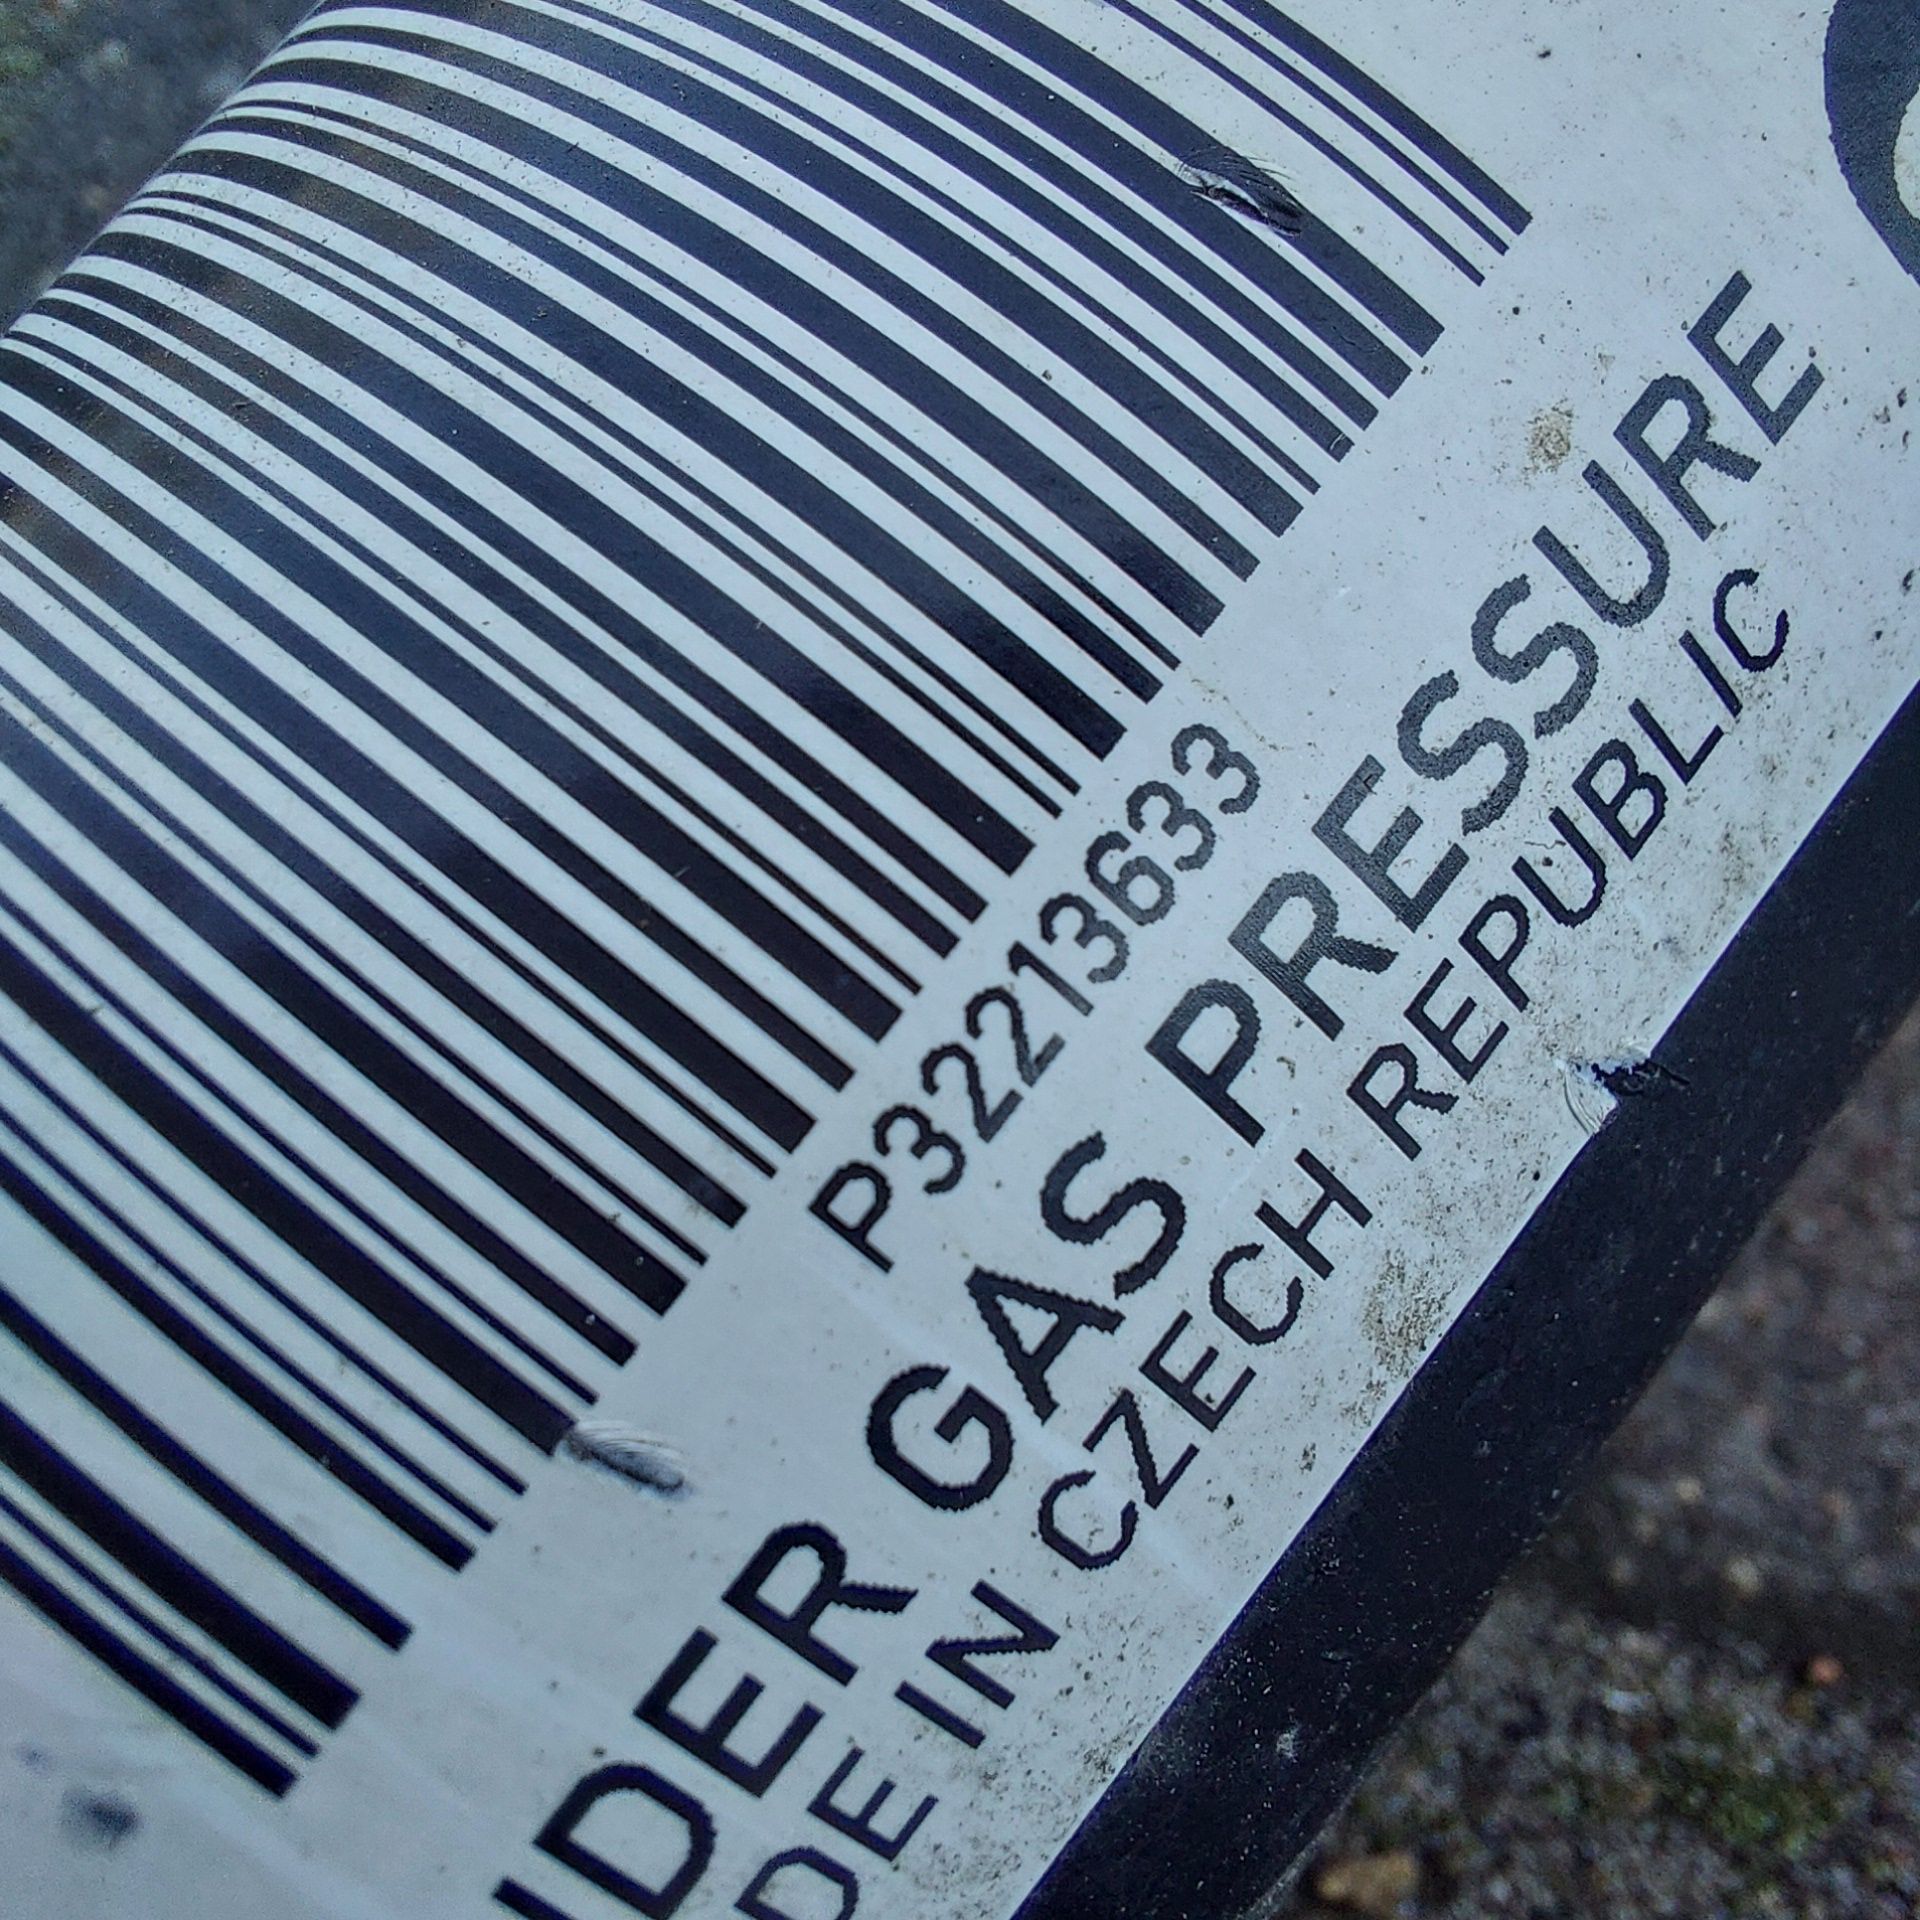 P32213633
DER GAS PRESSURE
DE IN CZECH REPUBLIC